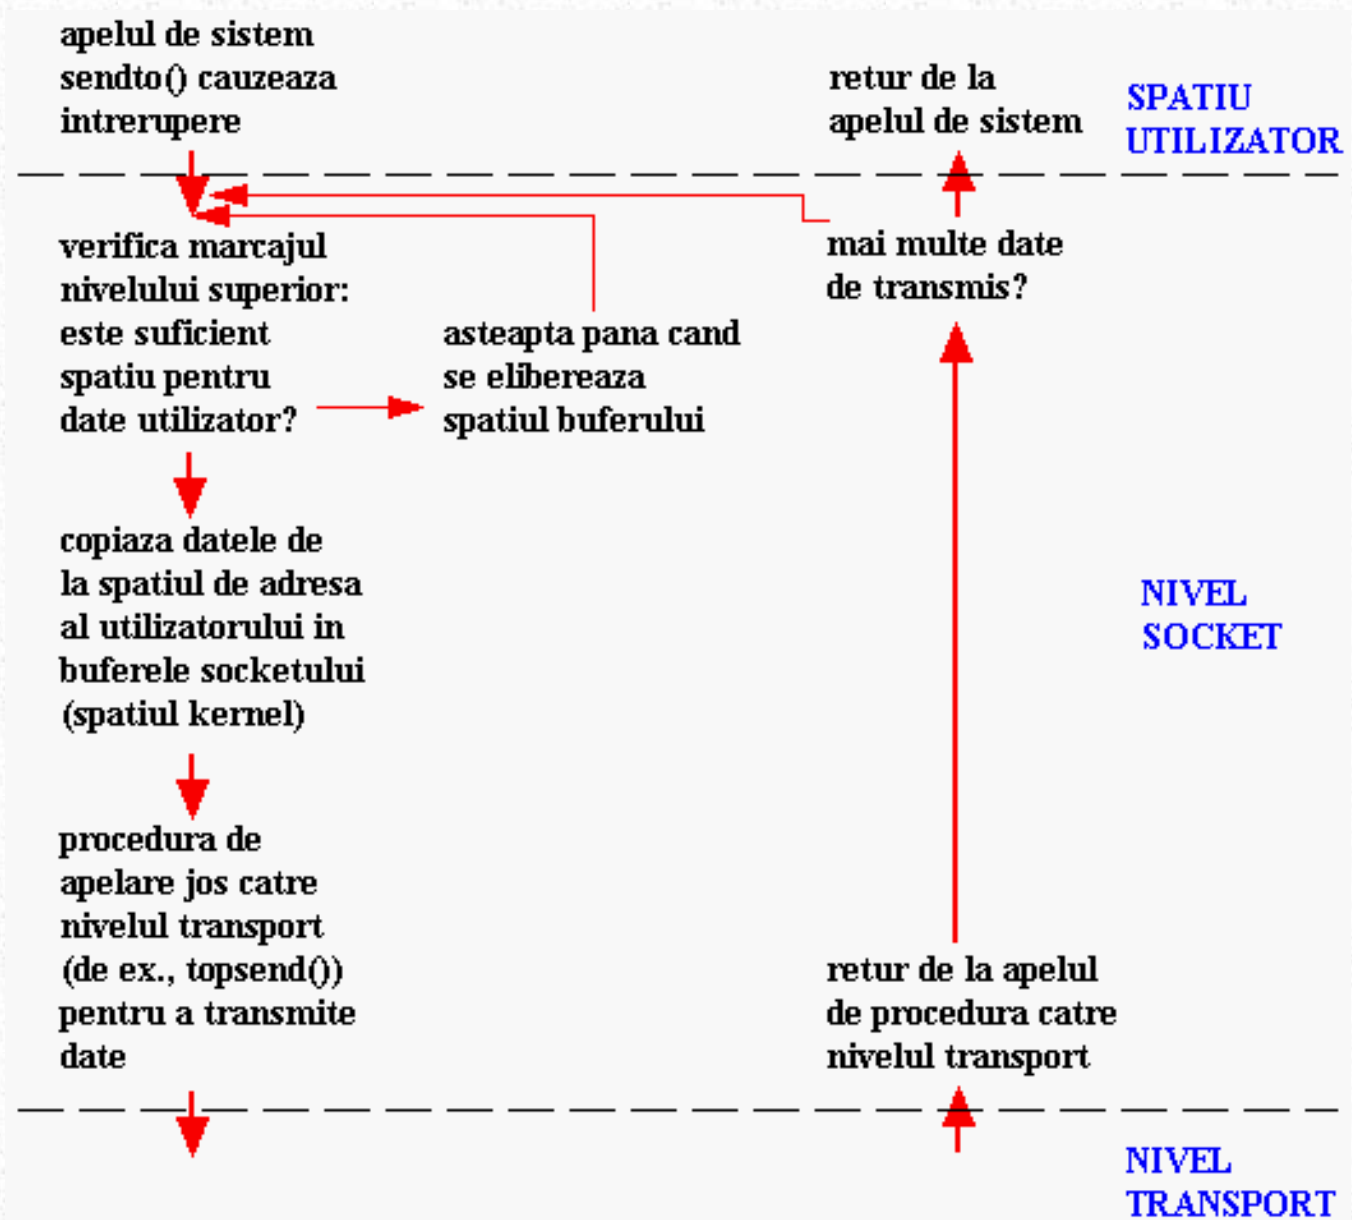 apelul de sistem
sendto() cauzeaza
intrerupere
retur de la
apelul de sistem
SPATIU
UTILIZATOR
verifica marcajul
nivelului superior:
este suficient
spatiu pentru
date utilizator?
asteapta pana cand
se elibereaza
spatiul buferului
mai multe date
de transmis?
copiaza datele de
la spatiul de adresa
al utilizatorului in
buferele socketului
(spatiul kernel)
NIVEL
SOCKET
procedura de
apelare jos catre
nivelul transport
(de ex., topsend())
pentru a transmite
date
retur de la apelul
de procedura catre
nivelul transport
NIVEL
TRANSPORT